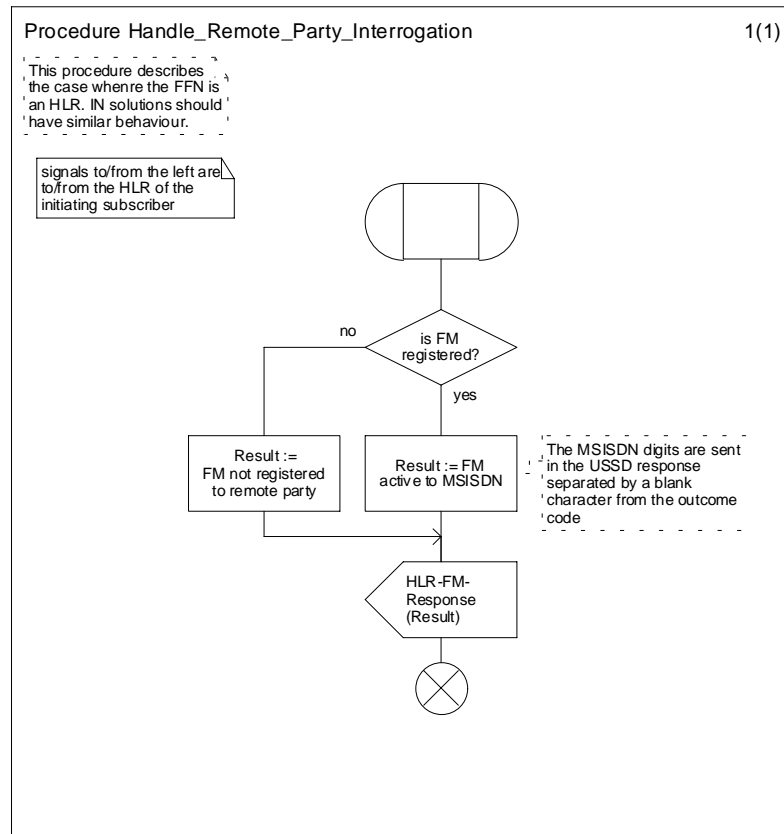 Procedure Handle_Remote_Party_Interrogation
1(1)
This procedure describes
the case whenre the FFN is
an HLR. IN solutions should
have similar behaviour.
signals to/from the left are
to/from the HLR of the
initiating subscriber
is FM
registered?
no
yes
Result :=
FM not registered
to remote party
Result := FM
active to MSISDN
The MSISDN digits are sent
in the USSD response
separated by a blank
character from the outcome
code
HLR-FM-
Response
(Result)